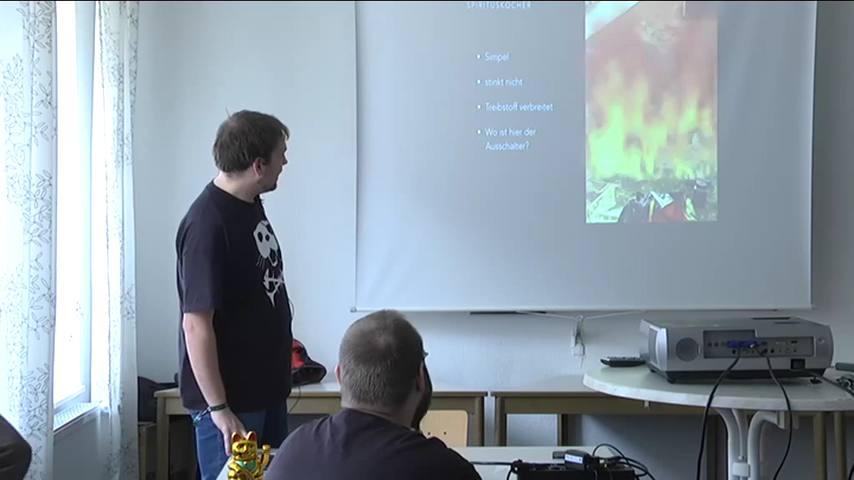 SPIRITUSKOCHER
Simpel
stinkt nicht
Treibstoff verbreitet
Wo ist hier der
Ausschalter?